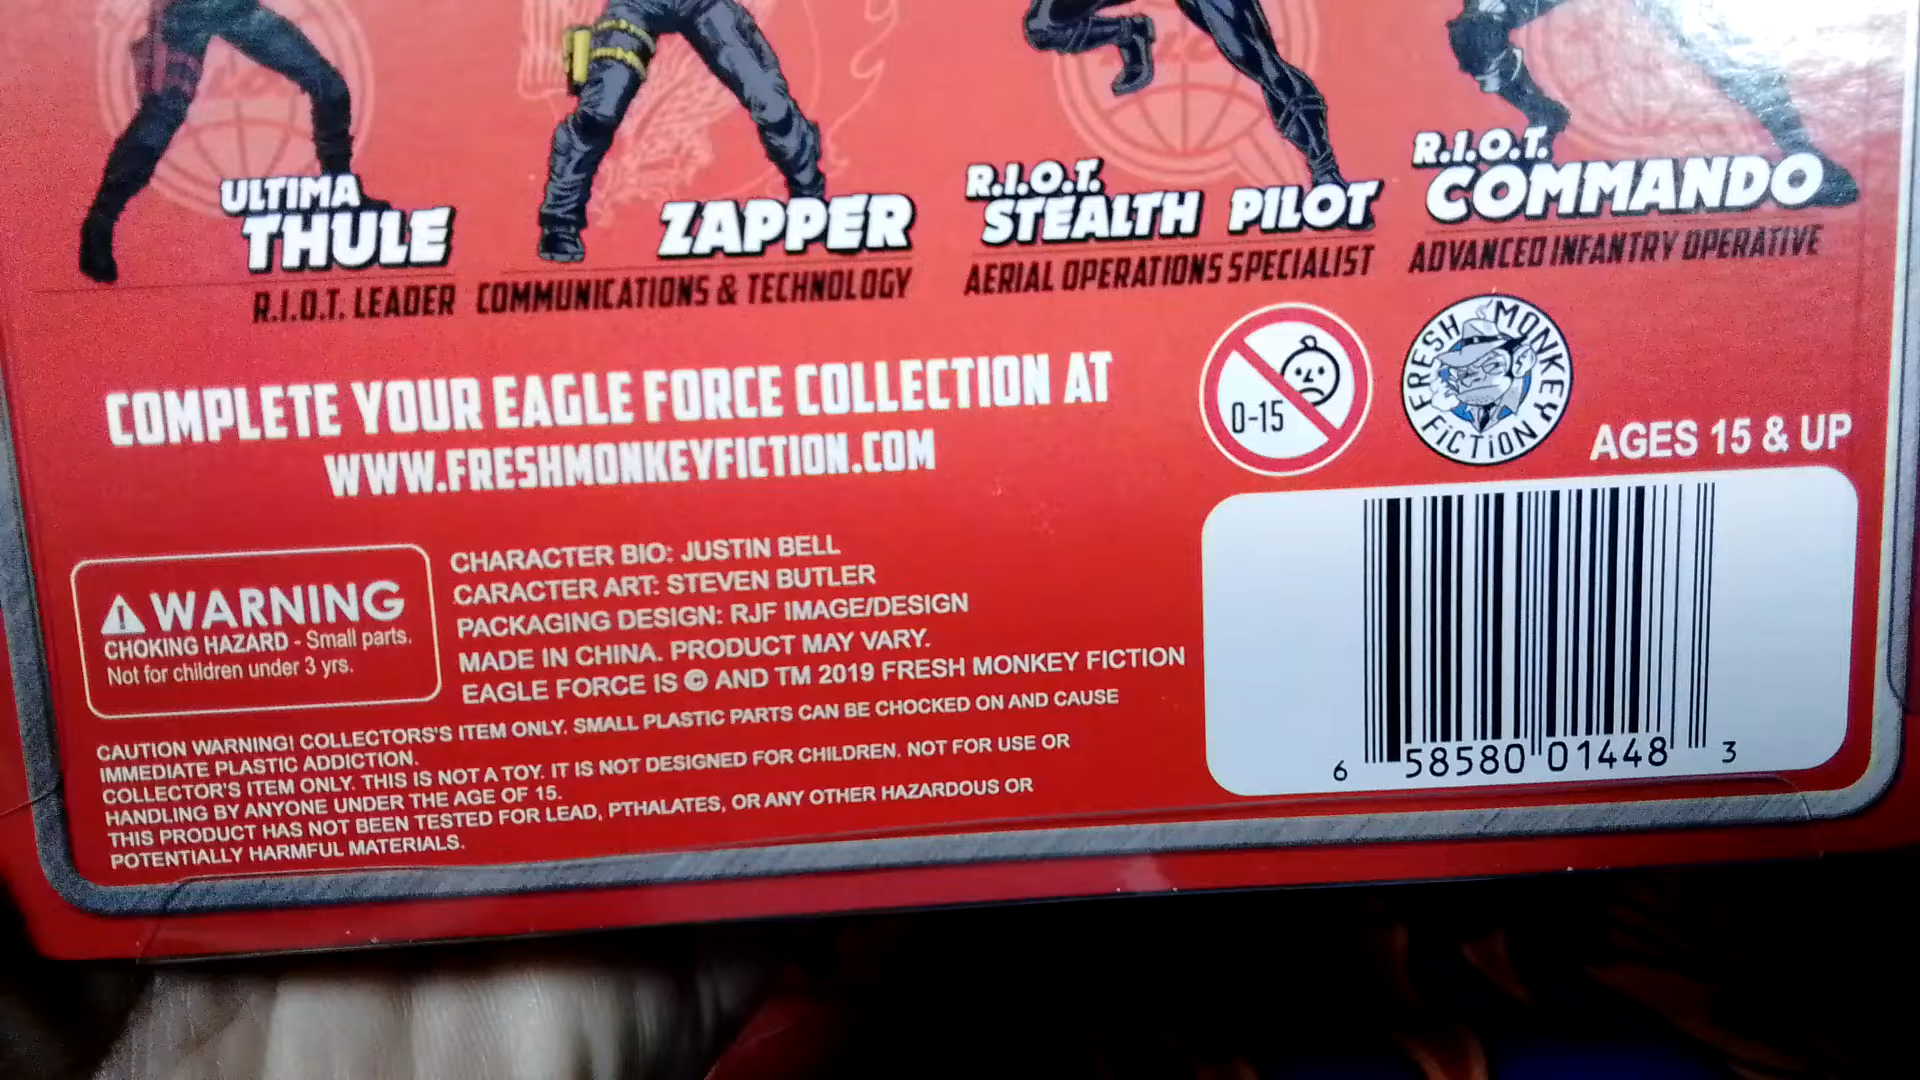 ULTIMA
THULE
R.I.O.T. LEADER
ZAPPER
COMMUNICATIONS & TECHNOLOGY
R.I.O.T.
STEALTH PILOT
AERIAL OPERATIONS SPECIALIST
R.I.O.T.
COMMANDO
ADVANCED INFANTRY OPERATIVE
COMPLETE YOUR EAGLE FORCE COLLECTION AT
WWW.FRESHMONKEYFICTION.COM
0-15
FRESH MONKEY FiCTiON
AGES 15 & UP
WARNING
CHOKING HAZARD - Small parts.
Not for children under 3 yrs.
CHARACTER BIO: JUSTIN BELL
CARACTER ART: STEVEN BUTLER
PACKAGING DESIGN: RJF IMAGE/DESIGN
MADE IN CHINA. PRODUCT MAY VARY.
EAGLE FORCE IS © AND TM 2019 FRESH MONKEY FICTION
CAUTION WARNING! COLLECTORS'S ITEM ONLY. SMALL PLASTIC PARTS CAN BE CHOCKED ON AND CAUSE
IMMEDIATE PLASTIC ADDICTION.
COLLECTOR'S ITEM ONLY. THIS IS NOT A TOY. IT IS NOT DESIGNED FOR CHILDREN. NOT FOR USE OR
HANDLING BY ANYONE UNDER THE AGE OF 15.
THIS PRODUCT HAS NOT BEEN TESTED FOR LEAD, PTHALATES, OR ANY OTHER HAZARDOUS OR
POTENTIALLY HARMFUL MATERIALS.
6 58580 01448 3